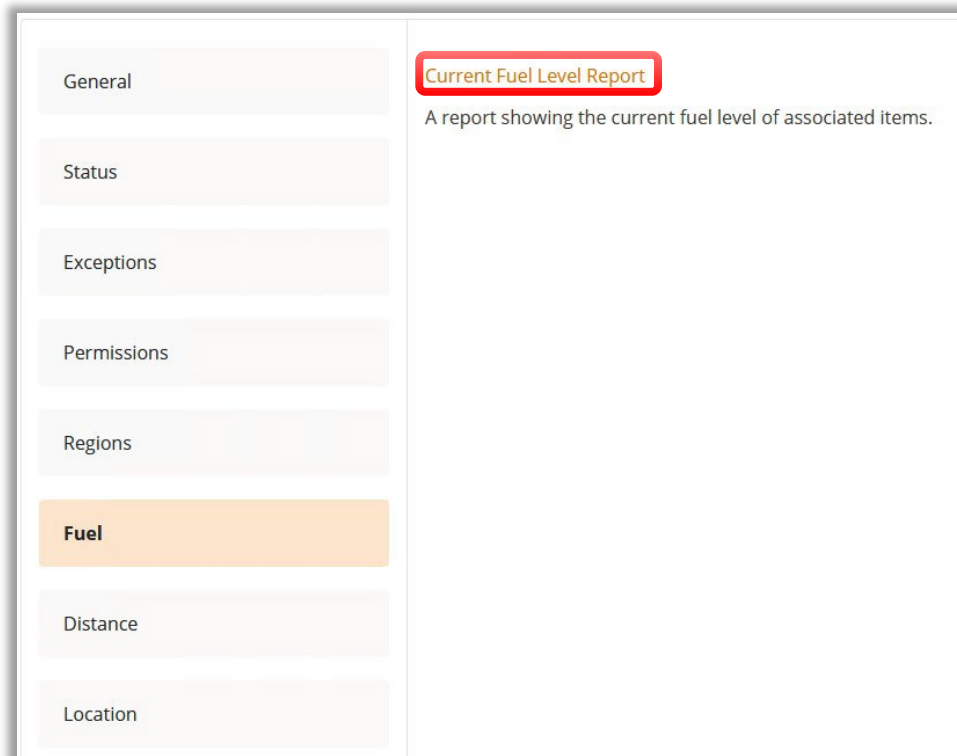 General
Status
Exceptions
Permissions
Regions
Fuel
Distance
Location
Current Fuel Level Report
A report showing the current fuel level of associated items.